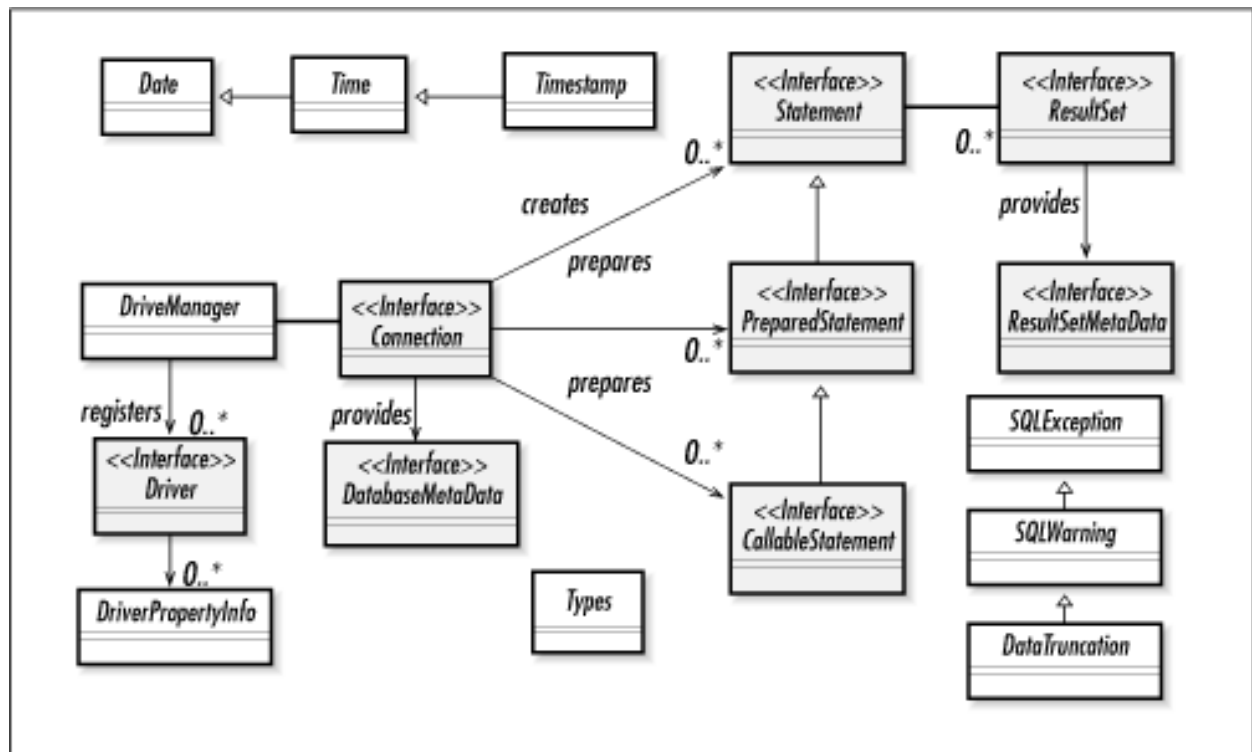 Date
Time
Timestamp
<<Interface>>
Statement
0..*
<<Interface>>
ResultSet
0..*
creates
provides
prepares
DriveManager
<<Interface>>
Connection
<<Interface>>
PreparedStatement
0..*
<<Interface>>
ResultSetMetaData
registers
0..*
provides
prepares
<<Interface>>
Driver
<<Interface>>
DatabaseMetaData
0..*
<<Interface>>
CallableStatement
SQLException
SQLWarning
0..*
DriverPropertyInfo
Types
DataTruncation